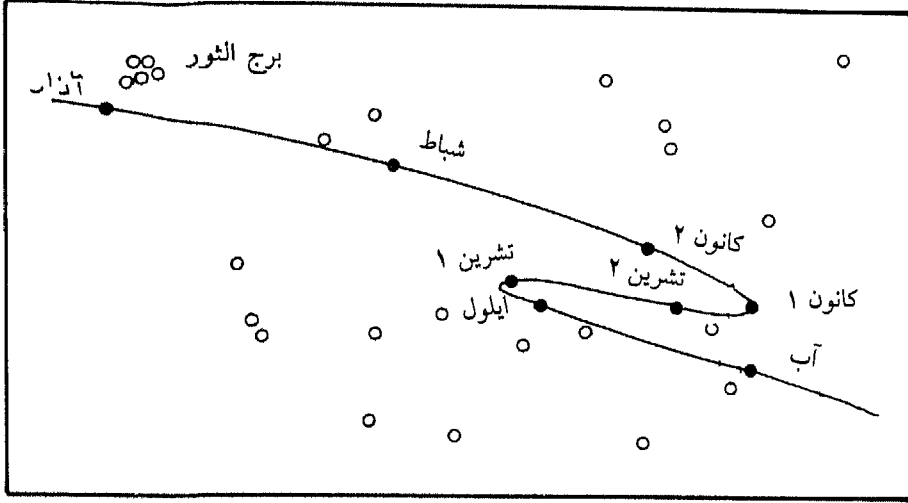 برج الثور
آذار
شباط
كانون ٢
تشرين ١
تشرين ٢
كانون ١
أيلول
آب